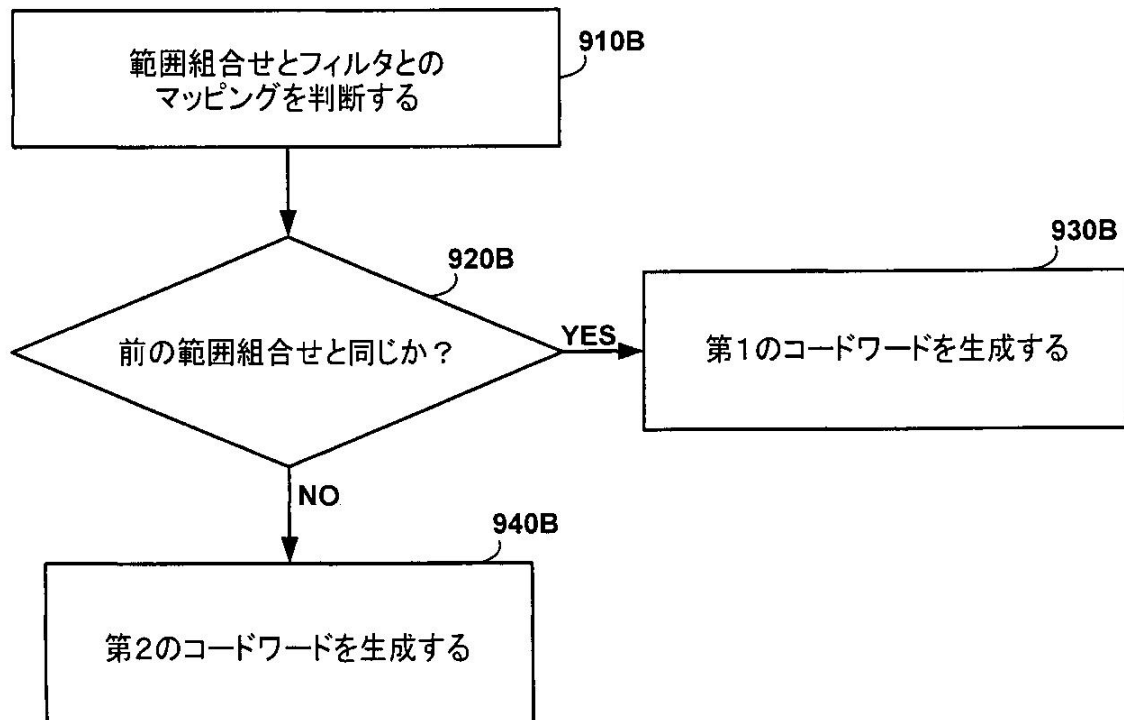 範囲組合せとフィルタとの
マッピングを判断する
910B
920B
前の範囲組合せと同じか？
YES
930B
第1のコードワードを生成する
NO
940B
第2のコードワードを生成する